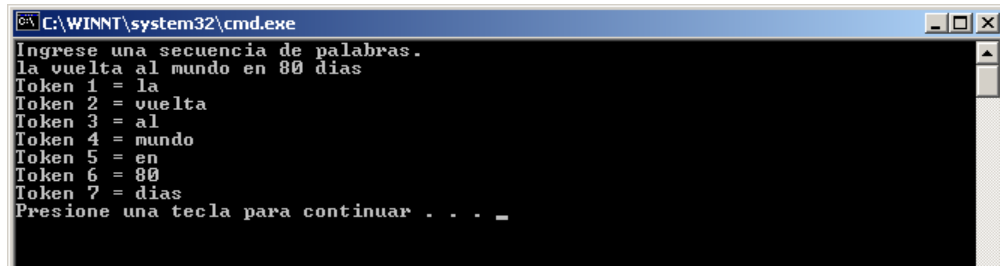 C:\WINNT\system32\cmd.exe
Ingrese una secuencia de palabras.
la vuelta al mundo en 80 dias
Token 1 = la
Token 2 = vuelta
Token 3 = al
Token 4 = mundo
Token 5 = en
Token 6 = 80
Token 7 = dias
Presione una tecla para continuar . . . _